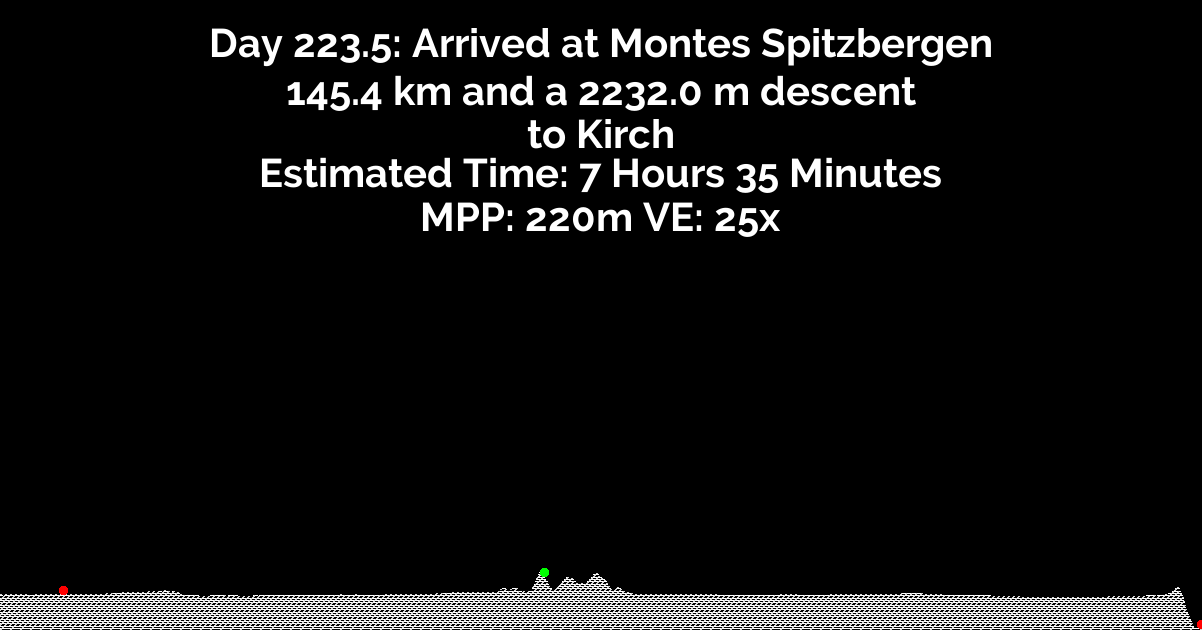 Day 223.5: Arrived at Montes Spitzbergen
145.4 km and a 2232.0 m descent
to Kirch
Estimated Time: 7 Hours 35 Minutes
MPP: 220m VE: 25x